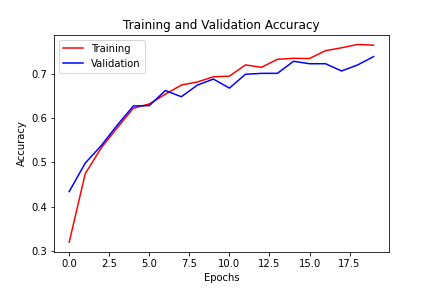 Training and Validation Accuracy
Training
Validation
Accuracy
0.7
0.6
0.5
0.4
0.3
0.0 2.5 5.0 7.5 10.0 12.5 15.0 17.5
Epochs